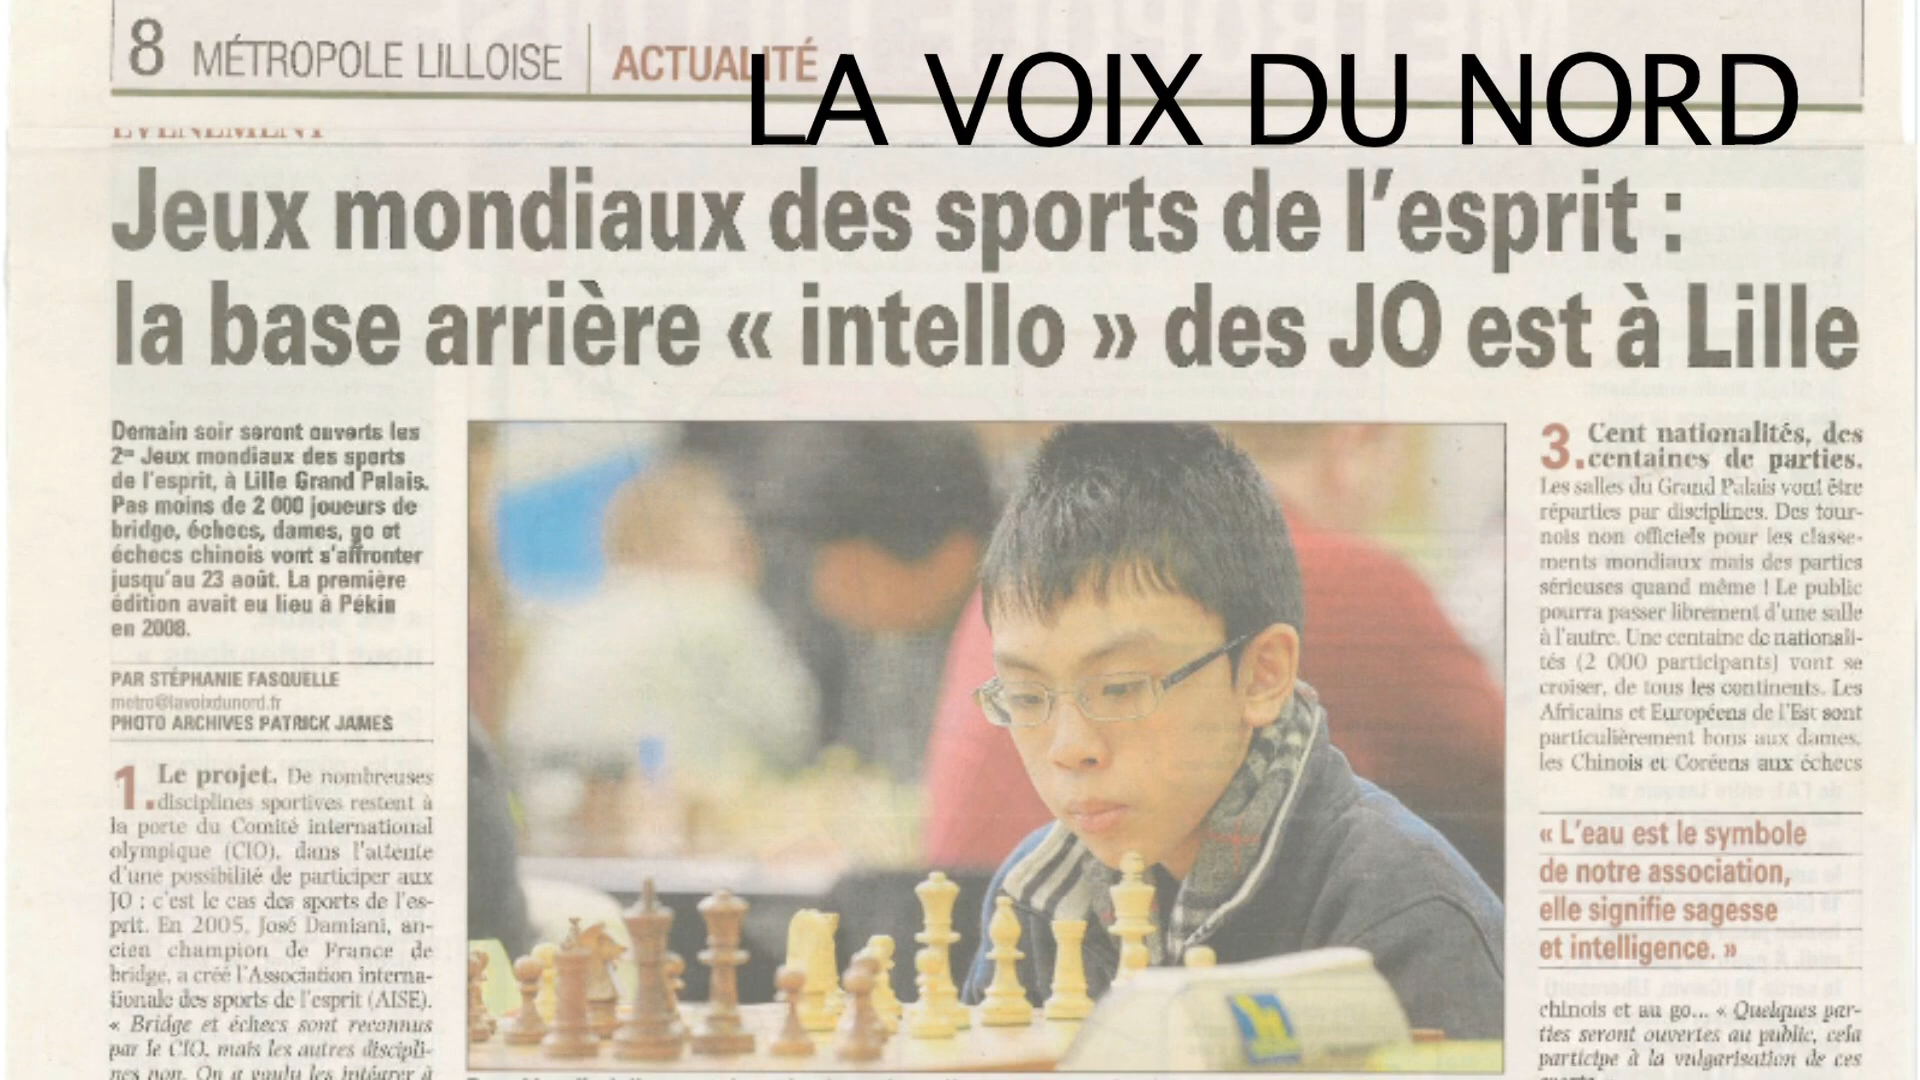 8 MÉTROPOLE LILLOISE ACTUALITÉ
LA VOIX DU NORD
ÉVÉNEMENT
Jeux mondiaux des sports de l'esprit :
la base arrière « intello » des JO est à Lille
Demain soir seront ouverts les
2es Jeux mondiaux des sports
de l'esprit, à Lille Grand Palais.
Pas moins de 2 000 joueurs de
bridge, échecs, dames, go et
échecs chinois vont s'affronter
jusqu'au 23 août. La première
édition avait eu lieu à Pékin
en 2008.
PAR STÉPHANIE FASQUELLE
metro@lavoixdunord.fr
PHOTO ARCHIVES PATRICK JAMES
1. Le projet. De nombreuses
disciplines sportives restent à
la porte du Comité international
olympique (CIO), dans l'attente
d'une possibilité de participer aux
JO : c'est le cas des sports de l'es-
prit. En 2005, José Damiani, an-
cien champion de France de
bridge, a créé l'Association interna-
tionale des sports de l'esprit (AISE).
« Bridge et échecs sont reconnus
par le CIO, mais les autres discipli-
nes non. On a voulu les intégrer à
3. Cent nationalités, des
centaines de parties.
Les salles du Grand Palais vont être
réparties par disciplines. Des tour-
nois non officiels pour les classe-
ments mondiaux mais des parties
sérieuses quand même ! Le public
pourra passer librement d'une salle
à l'autre. Une centaine de nationali-
tés (2 000 participants) vont se
croiser, de tous les continents. Les
Africains et Européens de l'Est sont
particulièrement bons aux dames,
les Chinois et Coréens aux échecs
« L'eau est le symbole
de notre association,
elle signifie sagesse
et intelligence. »
chinois et au go... « Quelques par-
ties seront ouvertes au public, cela
participe à la vulgarisation de ces